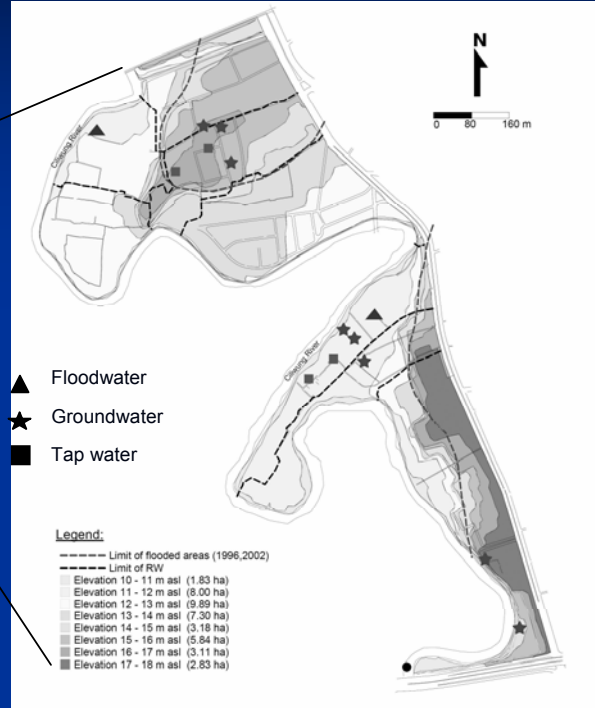 N
0 80 160 m
Ciliwung River
Ciliwung River
Floodwater
Groundwater
Tap water
Legend:
Limit of flooded areas (1996,2002)
Limit of RW
Elevation 10 - 11 m asl (1.83 ha)
Elevation 11 - 12 m asl (8.00 ha)
Elevation 12 - 13 m asl (9.89 ha)
Elevation 13 - 14 m asl (7.30 ha)
Elevation 14 - 15 m asl (3.18 ha)
Elevation 15 - 16 m asl (5.84 ha)
Elevation 16 - 17 m asl (3.11 ha)
Elevation 17 - 18 m asl (2.83 ha)